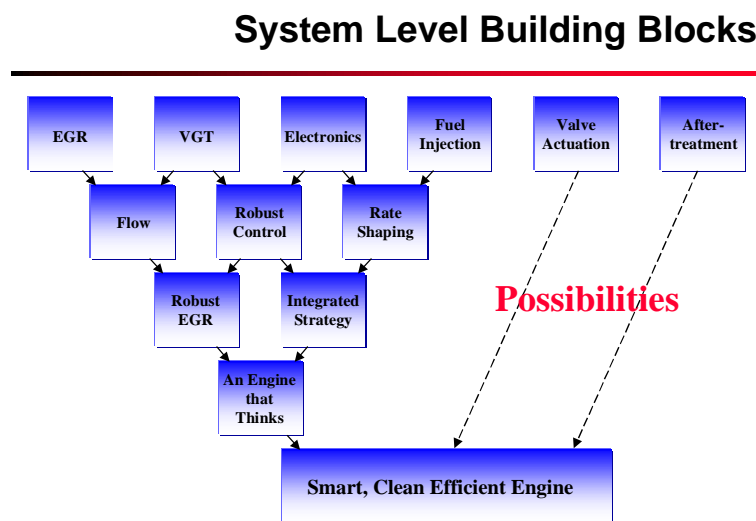 System Level Building Blocks
EGR
VGT
Electronics
Fuel
Injection
Valve
Actuation
After-
treatment
Flow
Robust
Control
Rate
Shaping
Robust
EGR
Integrated
Strategy
Possibilities
An Engine
that
Thinks
Smart, Clean Efficient Engine